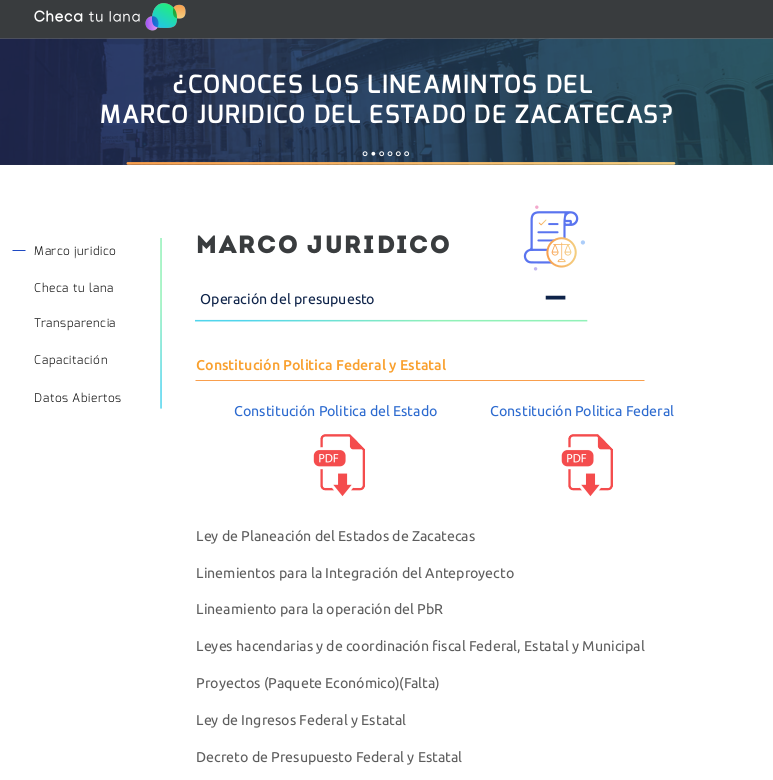 Checa tu lana
¿CONOCES LOS LINEAMINTOS DEL
MARCO JURIDICO DEL ESTADO DE ZACATECAS?
Marco juridico
Checa tu lana
Transparencia
Capacitación
Datos Abiertos
MARCO JURIDICO
Operación del presupuesto
Constitución Politica Federal y Estatal
Constitución Politica del Estado
Constitución Politica Federal
PDF
PDF
Ley de Planeación del Estados de Zacatecas
Linemientos para la Integración del Anteproyecto
Lineamiento para la operación del PbR
Leyes hacendarias y de coordinación fiscal Federal, Estatal y Municipal
Proyectos (Paquete Económico)(Falta)
Ley de Ingresos Federal y Estatal
Decreto de Presupuesto Federal y Estatal